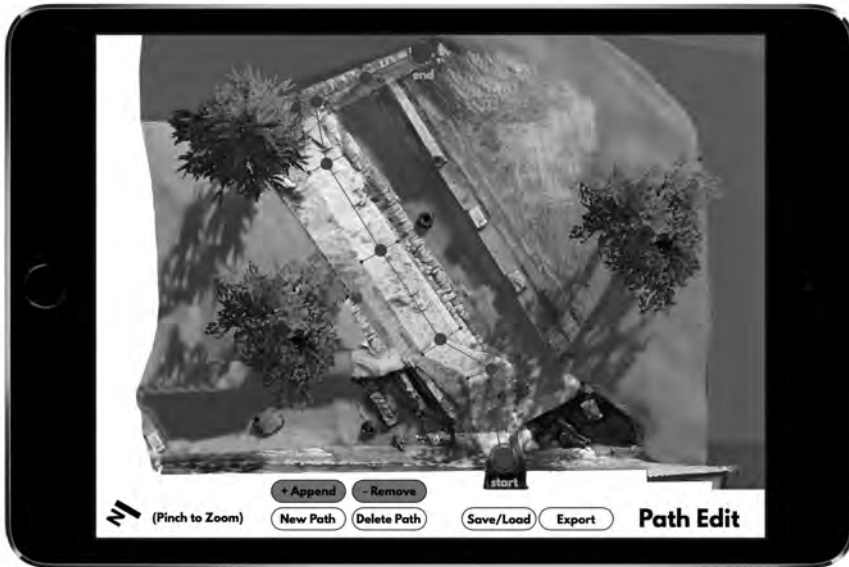 end
start
+ Append
- Remove
N
(Pinch to Zoom)
New Path
Delete Path
Save/Load
Export
Path Edit